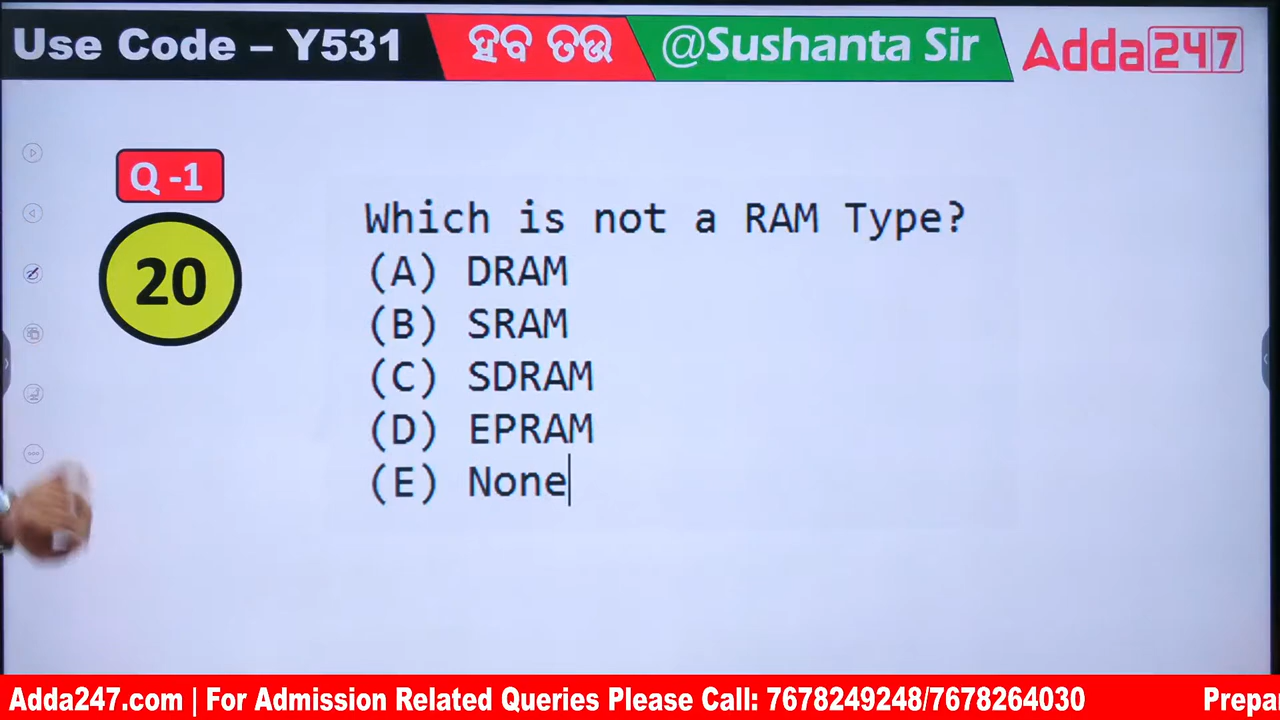 Use Code – Y531
ହବ ତଉ
@Sushanta Sir
Adda247
Q -1
20
Which is not a RAM Type?
(A) DRAM
(B) SRAM
(C) SDRAM
(D) EPRAM
(E) None
Adda247.com | For Admission Related Queries Please Call: 7678249248/7678264030
Prepa